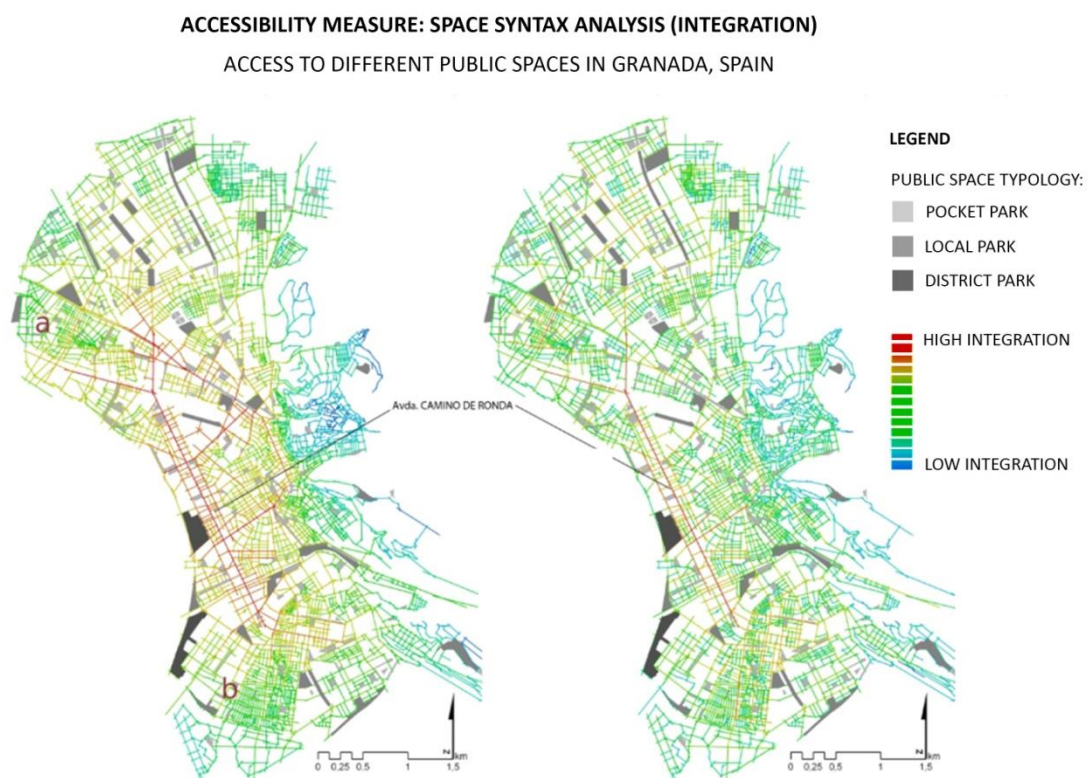 ACCESSIBILITY MEASURE: SPACE SYNTAX ANALYSIS (INTEGRATION)
ACCESS TO DIFFERENT PUBLIC SPACES IN GRANADA, SPAIN
LEGEND
PUBLIC SPACE TYPOLOGY:
POCKET PARK
LOCAL PARK
DISTRICT PARK
HIGH INTEGRATION
LOW INTEGRATION
a
Avda. CAMINO DE RONDA
b
N
km
0 0.25 0.5 1 1.5
N
km
0 0.25 0.5 1 1.5